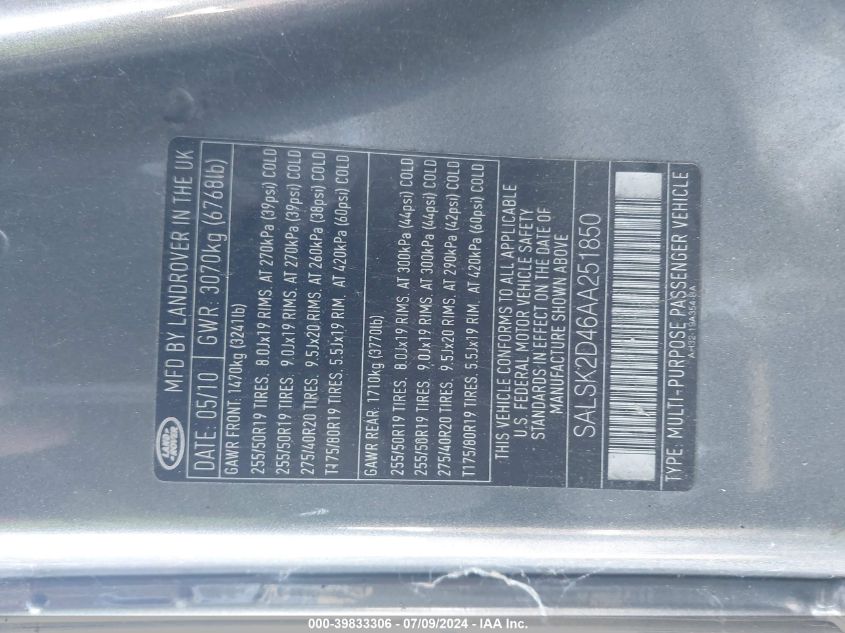 LAND-
ROVER
MFD BY LANDROVER IN THE UK
DATE: 05/10 GWR: 3070kg (6768lb)
GAWR FRONT: 1470kg (3241lb)
255/50R19 TIRES. 8.0Jx19 RIMS. AT 270kPa (39psi) COLD
255/50R19 TIRES. 9.0Jx19 RIMS. AT 270kPa (39psi) COLD
275/40R20 TIRES. 9.5Jx20 RIMS. AT 260kPa (38psi) COLD
T175/80R19 TIRES. 5.5Jx19 RIM. AT 420kPa (60psi) COLD
GAWR REAR: 1710kg (3770lb)
255/50R19 TIRES. 8.0Jx19 RIMS. AT 300kPa (44psi) COLD
255/50R19 TIRES. 9.0Jx19 RIMS. AT 300kPa (44psi) COLD
275/40R20 TIRES. 9.5Jx20 RIMS. AT 290kPa (42psi) COLD
T175/80R19 TIRES 5.5Jx19 RIM. AT 420kPa (60psi) COLD
THIS VEHICLE CONFORMS TO ALL APPLICABLE
U.S. FEDERAL MOTOR VEHICLE SAFETY
STANDARDS IN EFFECT ON THE DATE OF
MANUFACTURE SHOWN ABOVE
SALSK2D46AA251850
TYPE: MULTI-PURPOSE PASSENGER VEHICLE
000-39833306 - 07/09/2024 - IAA Inc.